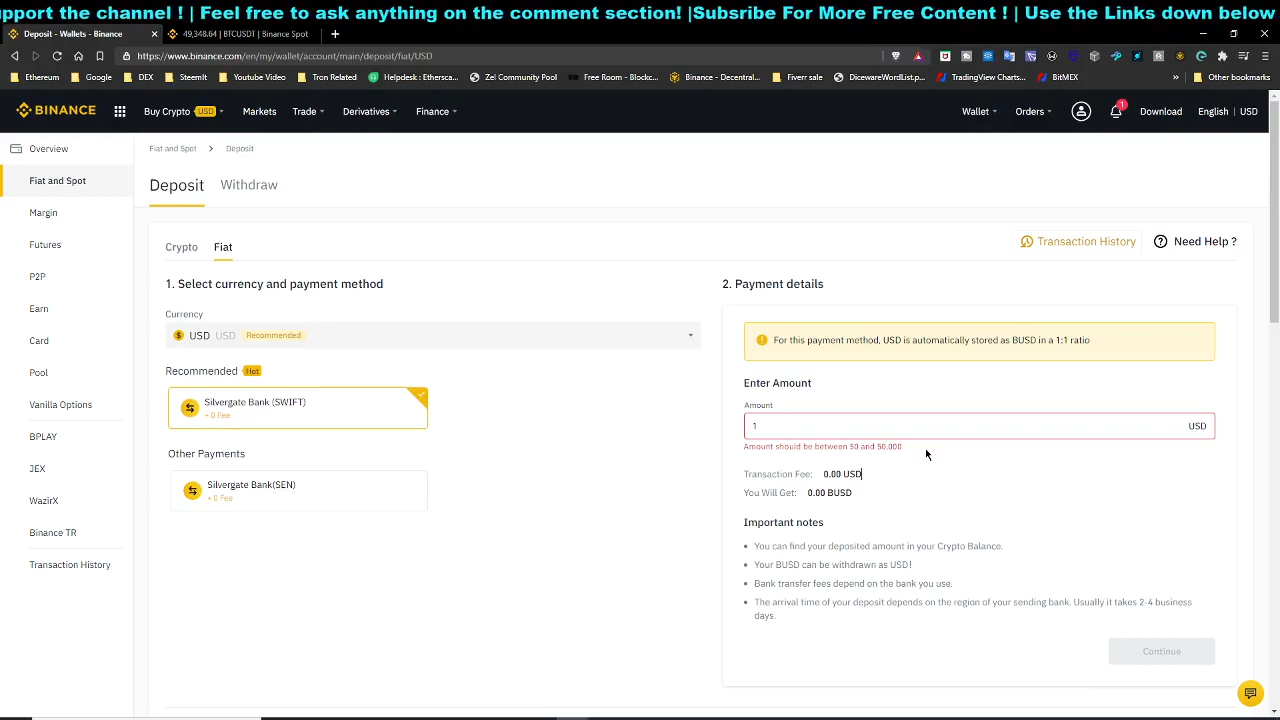 upport the channel ! | Feel free to ask anything on the comment section! |Subsribe For More Free Content ! | Use the Links down below
Deposit - Wallets - Binance
49,348.64 | BTCUSDT | Binance Spot
https://www.binance.com/en/my/wallet/account/main/deposit/fiat/USD
Ethereum Google DEX SteemIt Youtube Video Tron Related Helpdesk : Ethersca... Zel Community Pool Free Room - Blockc... Binance - Decentral... Fiverr sale DicewareWordList.p... TradingView Charts... BitMEX » Other bookmarks
BINANCE Buy Crypto USD Markets Trade Derivatives Finance Wallet Orders 1 Download English | USD
Overview
Fiat and Spot
Margin
Futures
P2P
Earn
Card
Pool
Vanilla Options
BPLAY
JEX
WazirX
Binance TR
Transaction History
Fiat and Spot > Deposit
Deposit Withdraw
Crypto Fiat
Transaction History Need Help ?
1. Select currency and payment method
Currency
USD USD Recommended
Recommended Hot
Silvergate Bank (SWIFT)
- 0 Fee
Other Payments
Silvergate Bank(SEN)
- 0 Fee
2. Payment details
For this payment method, USD is automatically stored as BUSD in a 1:1 ratio
Enter Amount
Amount
1 USD
Amount should be between 50 and 50,000
Transaction Fee: 0.00 USD
You Will Get: 0.00 BUSD
Important notes
• You can find your deposited amount in your Crypto Balance.
• Your BUSD can be withdrawn as USD!
• Bank transfer fees depend on the bank you use.
• The arrival time of your deposit depends on the region of your sending bank. Usually it takes 2-4 business
days.
Continue